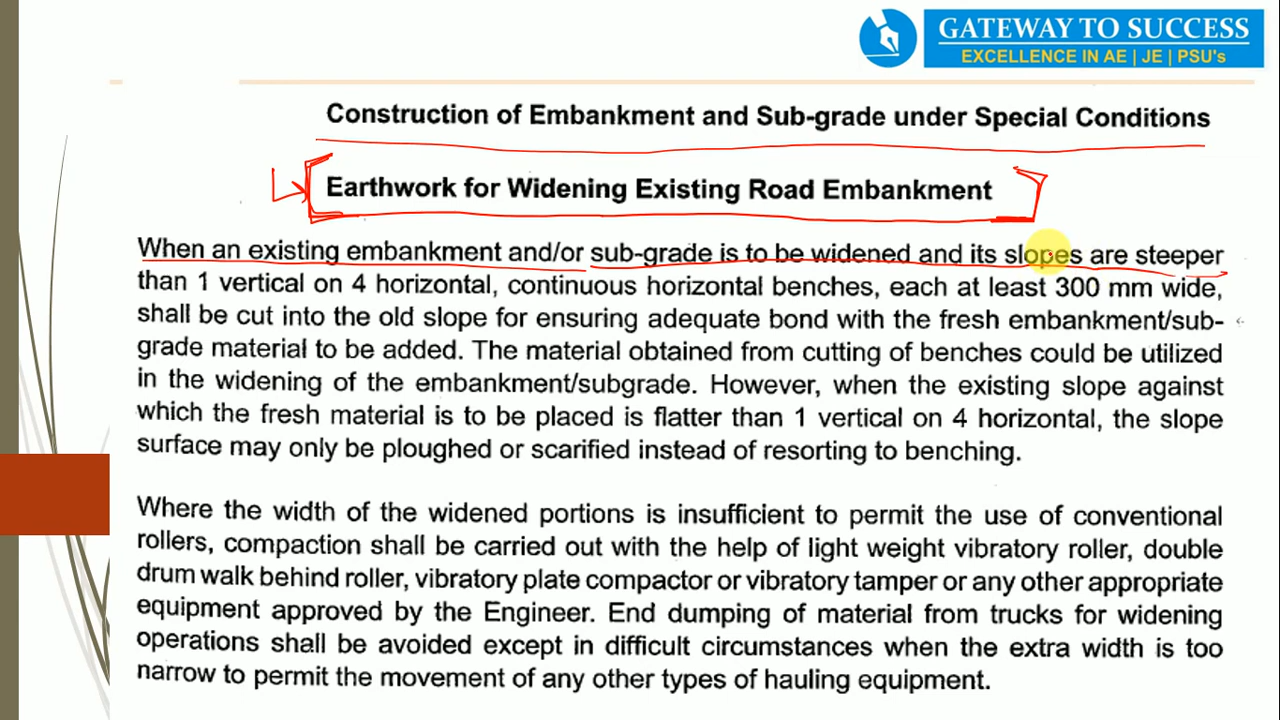 GATEWAY TO SUCCESS
EXCELLENCE IN AE | JE | PSU's
Construction of Embankment and Sub-grade under Special Conditions
Earthwork for Widening Existing Road Embankment
When an existing embankment and/or sub-grade is to be widened and its slopes are steeper
than 1 vertical on 4 horizontal, continuous horizontal benches, each at least 300 mm wide,
shall be cut into the old slope for ensuring adequate bond with the fresh embankment/sub-
grade material to be added. The material obtained from cutting of benches could be utilized
in the widening of the embankment/subgrade. However, when the existing slope against
which the fresh material is to be placed is flatter than 1 vertical on 4 horizontal, the slope
surface may only be ploughed or scarified instead of resorting to benching.
Where the width of the widened portions is insufficient to permit the use of conventional
rollers, compaction shall be carried out with the help of light weight vibratory roller, double
drum walk behind roller, vibratory plate compactor or vibratory tamper or any other appropriate
equipment approved by the Engineer. End dumping of material from trucks for widening
operations shall be avoided except in difficult circumstances when the extra width is too
narrow to permit the movement of any other types of hauling equipment.